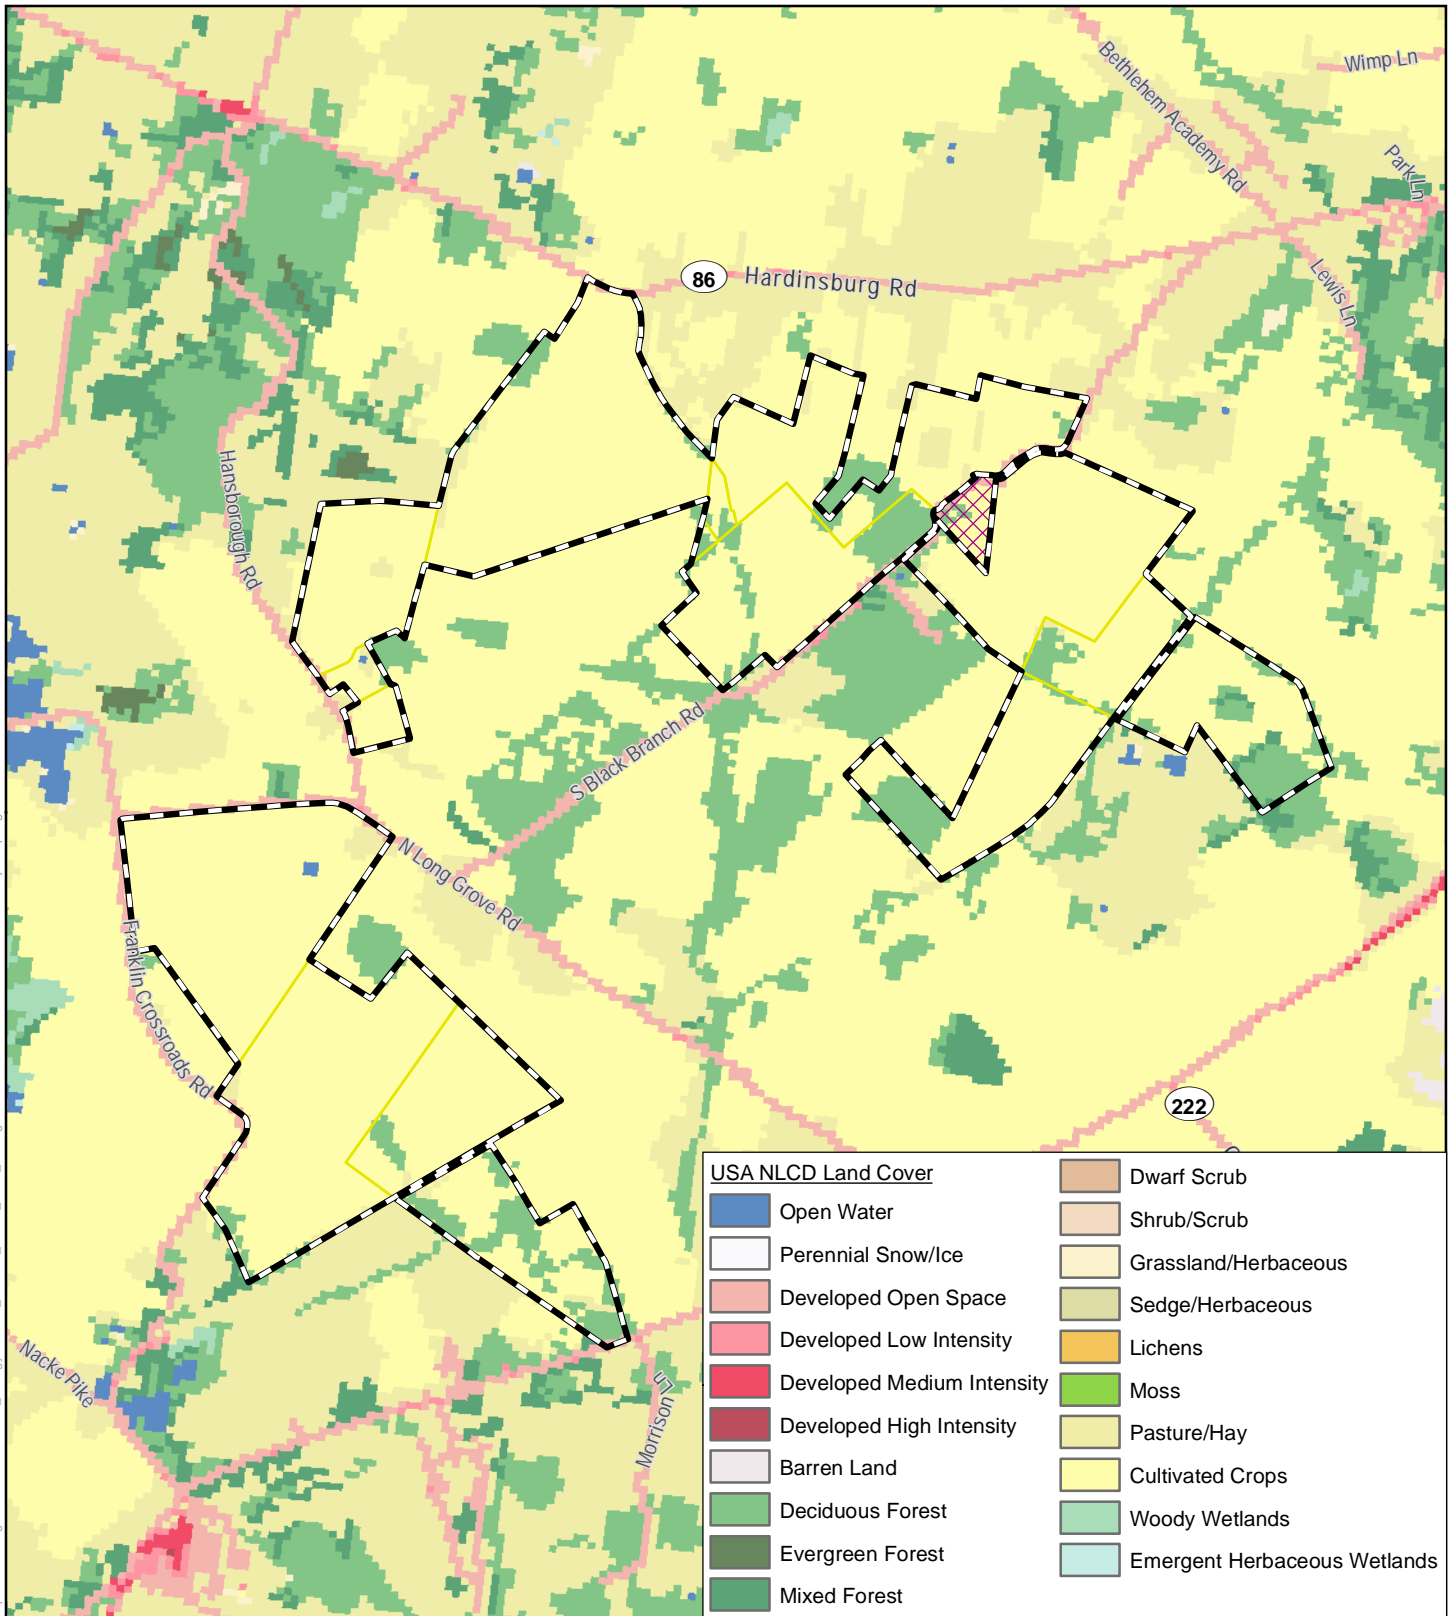 Wimp Ln
Bethlehem Academy Rd
Park Ln
86
Hardinsburg Rd
Lewis Ln
Hansborough Rd
S Black Branch Rd
N Long Grove Rd
Franklin Crossroads Rd
222
Nacke Pike
Morrison Ln
USA NLCD Land Cover
Open Water
Perennial Snow/Ice
Developed Open Space
Developed Low Intensity
Developed Medium Intensity
Developed High Intensity
Barren Land
Deciduous Forest
Evergreen Forest
Mixed Forest
Dwarf Scrub
Shrub/Scrub
Grassland/Herbaceous
Sedge/Herbaceous
Lichens
Moss
Pasture/Hay
Cultivated Crops
Woody Wetlands
Emergent Herbaceous Wetlands